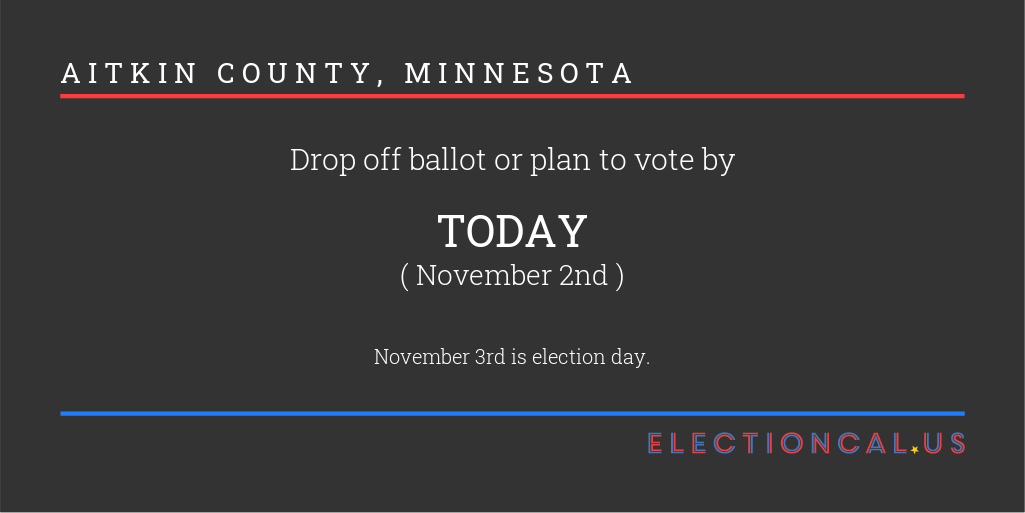 AITKIN COUNTY, MINNESOTA
Drop off ballot or plan to vote by
TODAY
( November 2nd )
November 3rd is election day.
ELECTIONCAL.US